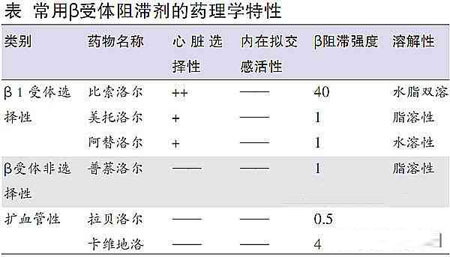 表 常用β受体阻滞剂的药理学特性
类别 药物名称 心脏选择性 内在拟交感活性 β阻滞强度 溶解性
β1受体选择性 比索洛尔 ++ —— 40 水脂双溶
美托洛尔 + —— 1 脂溶性
阿替洛尔 + —— 1 水溶性
β受体非选择性 普萘洛尔 —— —— 1 脂溶性
扩血管性 拉贝洛尔 —— —— 0.5
卡维地洛 —— —— 4